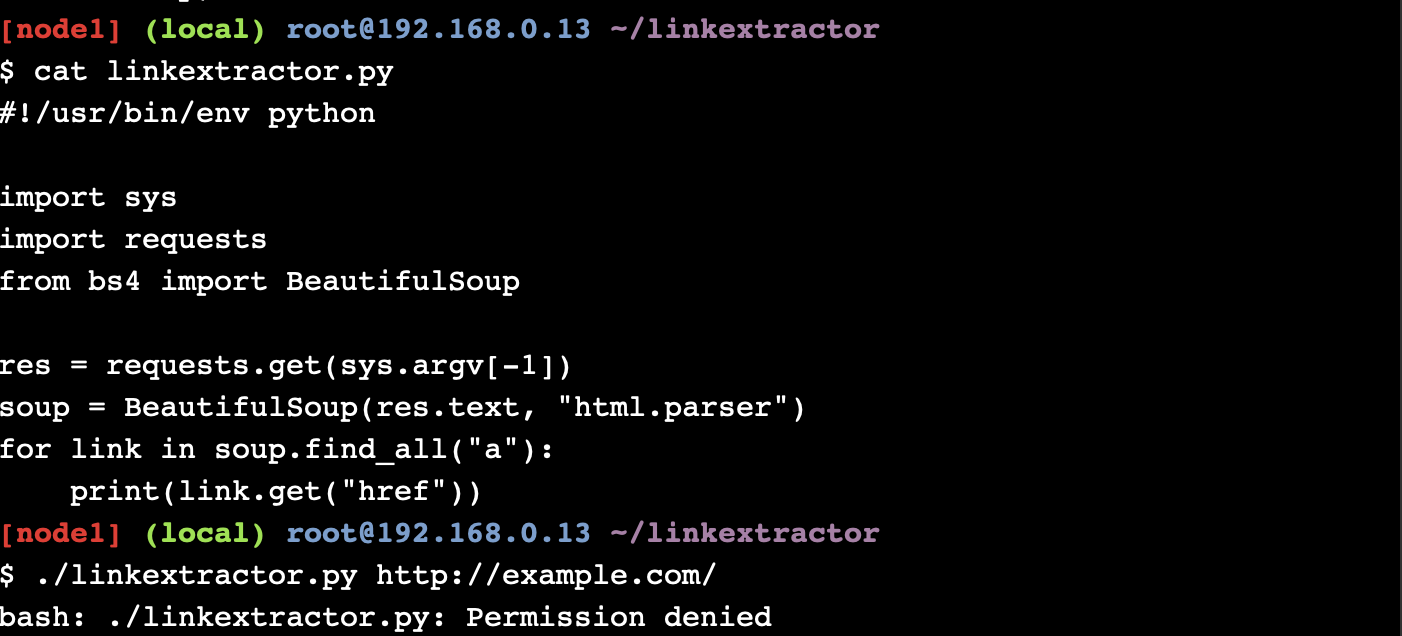 [node1] (local) root@192.168.0.13 ~/linkextractor
$ cat linkextractor.py
#!/usr/bin/env python
import sys
import requests
from bs4 import BeautifulSoup
res = requests.get(sys.argv[-1])
soup = BeautifulSoup(res.text, "html.parser")
for link in soup.find_all("a"):
    print(link.get("href"))
[node1] (local) root@192.168.0.13 ~/linkextractor
$ ./linkextractor.py http://example.com/
bash: ./linkextractor.py: Permission denied